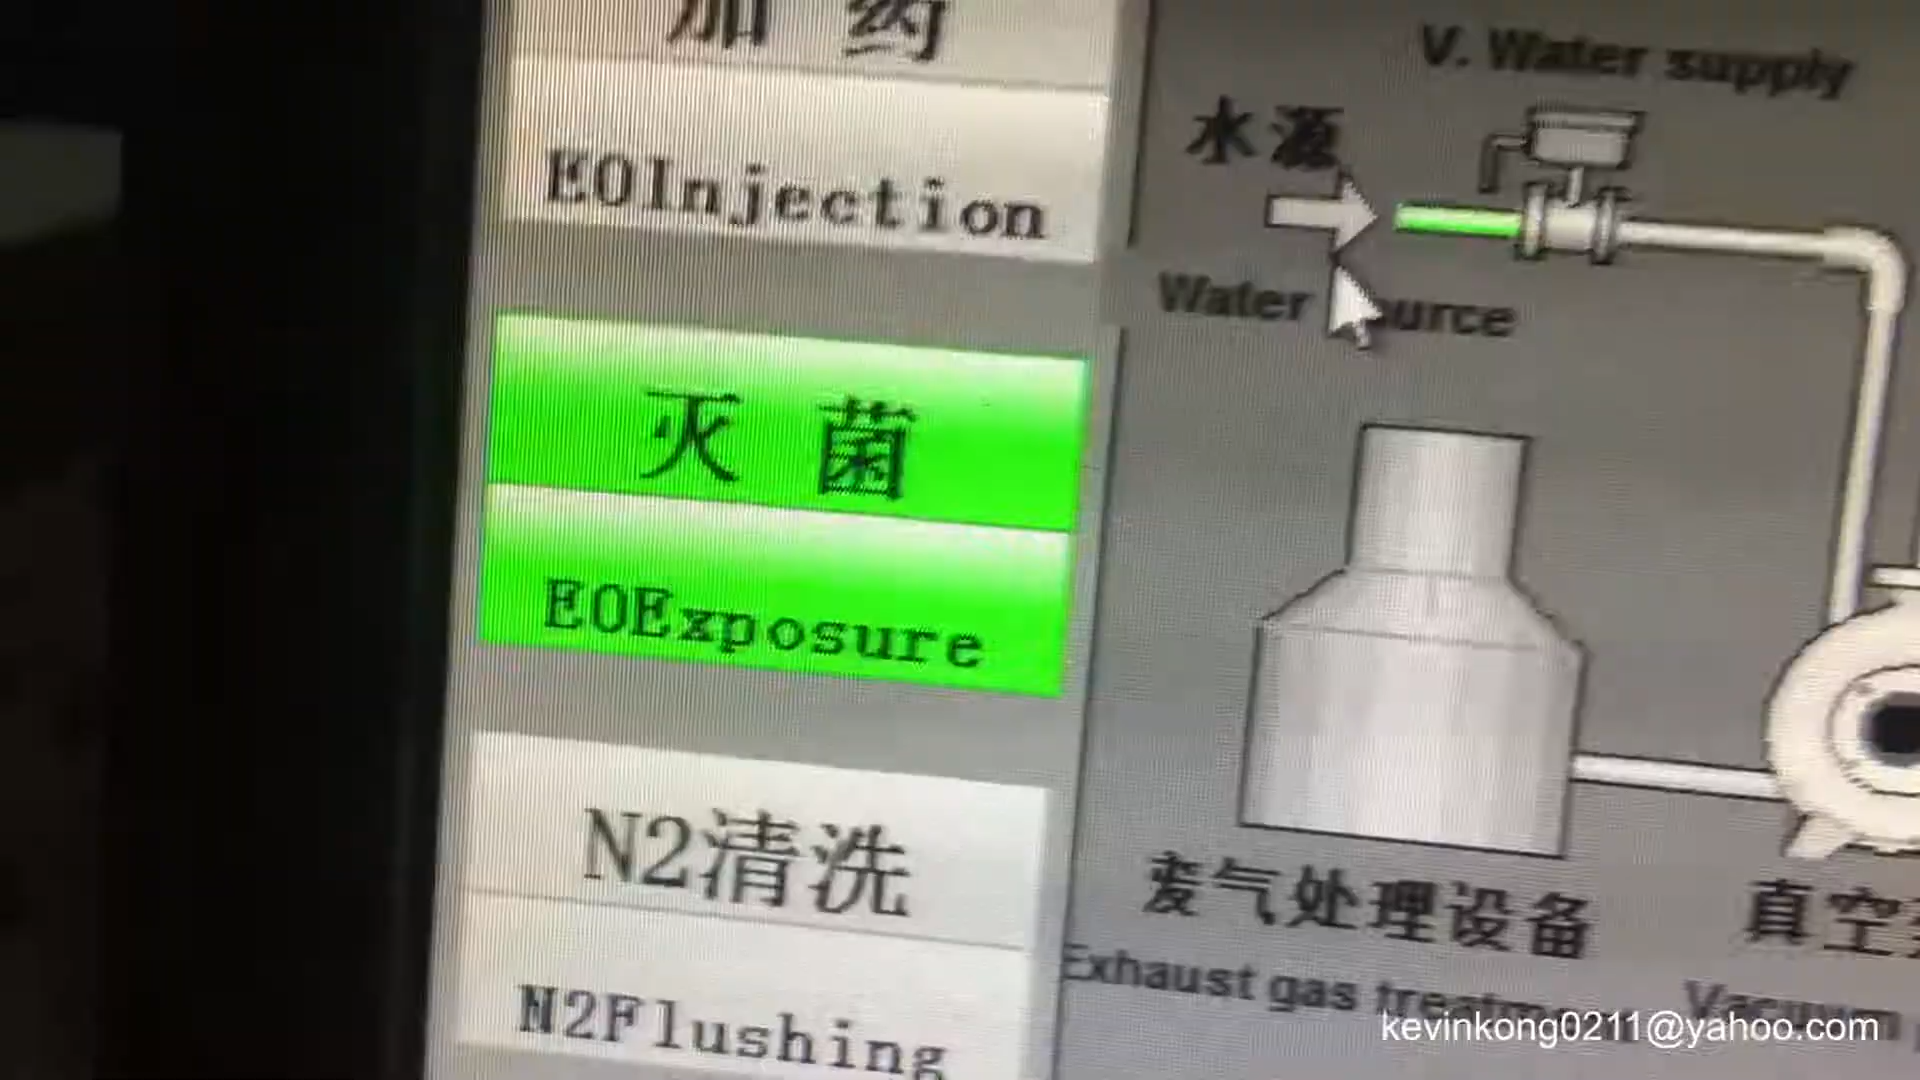 加 药
EOInjection
灭 菌
EOExposure
N2清洗
N2Flushing
V. Water supply
水源
Water
废气处理设备
Exhaust gas
真空
Vacuum
kevinkong0211@yahoo.com